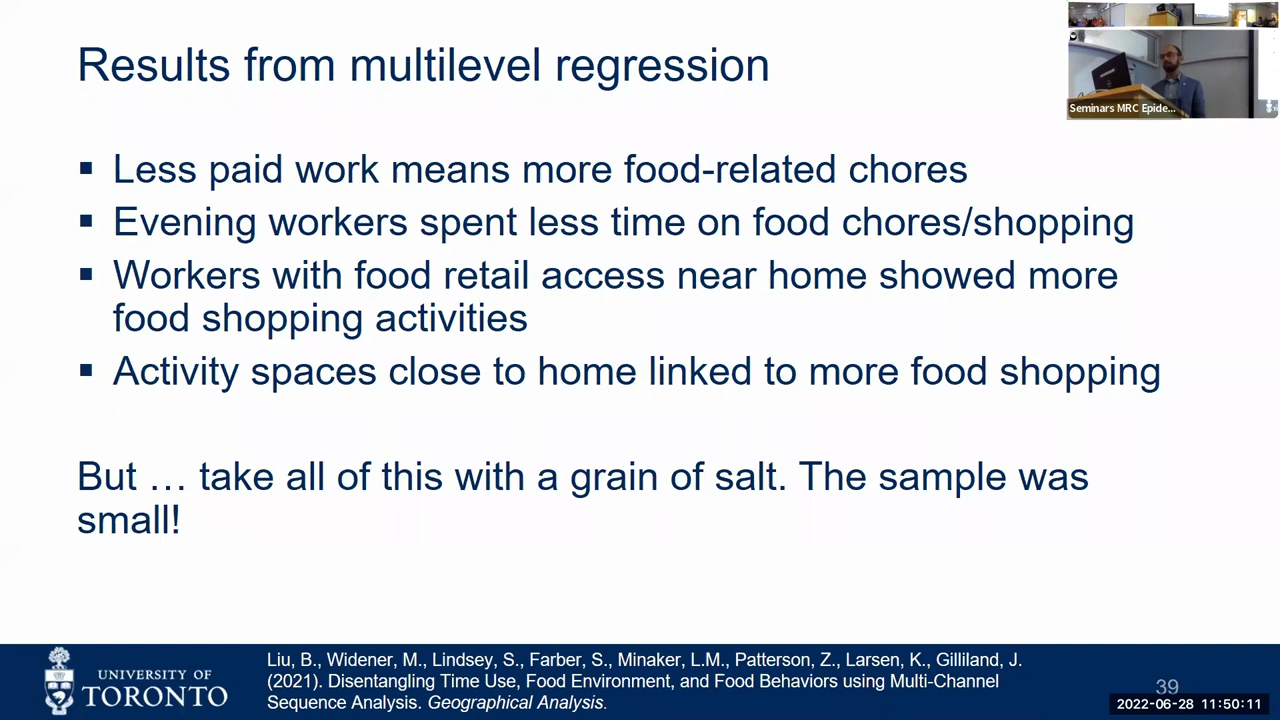 Results from multilevel regression
Seminars MRC Epide...
▪ Less paid work means more food-related chores
▪ Evening workers spent less time on food chores/shopping
▪ Workers with food retail access near home showed more
food shopping activities
▪ Activity spaces close to home linked to more food shopping
But … take all of this with a grain of salt. The sample was
small!
UNIVERSITY OF
TORONTO
Liu, B., Widener, M., Lindsey, S., Farber, S., Minaker, L.M., Patterson, Z., Larsen, K., Gilliland, J.
(2021). Disentangling Time Use, Food Environment, and Food Behaviors using Multi-Channel
Sequence Analysis. Geographical Analysis.
39
2022-06-28 11:50:11